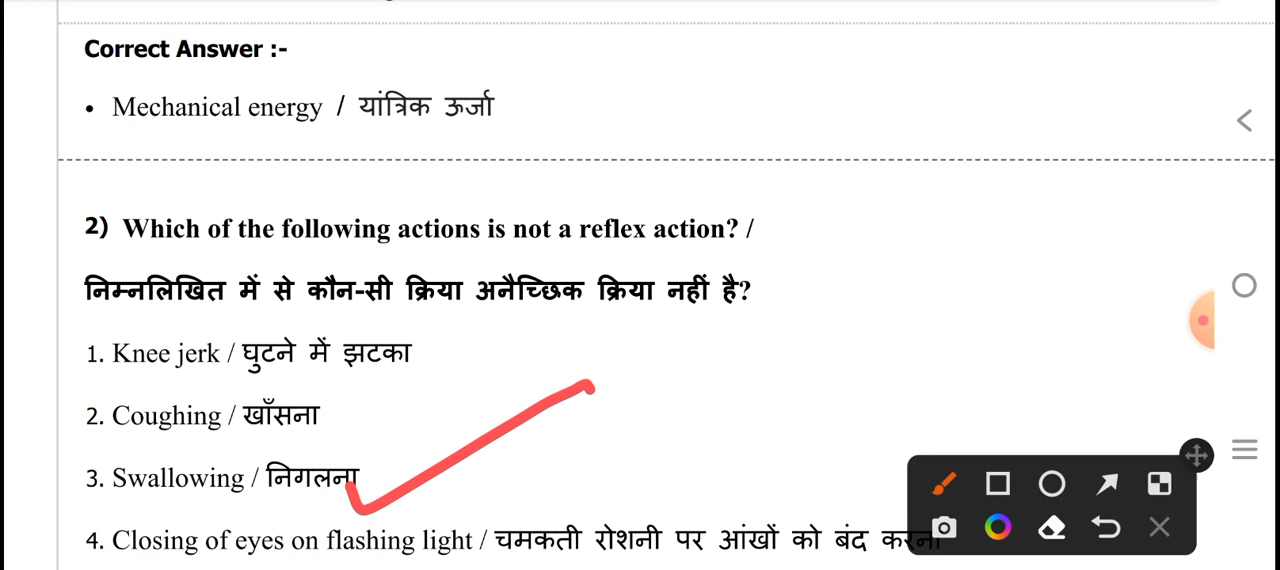 Correct Answer :-
• Mechanical energy / यांत्रिक ऊर्जा
2) Which of the following actions is not a reflex action? /
निम्नलिखित में से कौन-सी क्रिया अनैच्छिक क्रिया नहीं है?
1. Knee jerk / घुटने में झटका
2. Coughing / खाँसना
3. Swallowing / निगलना
4. Closing of eyes on flashing light / चमकती रोशनी पर आंखों को बंद करना